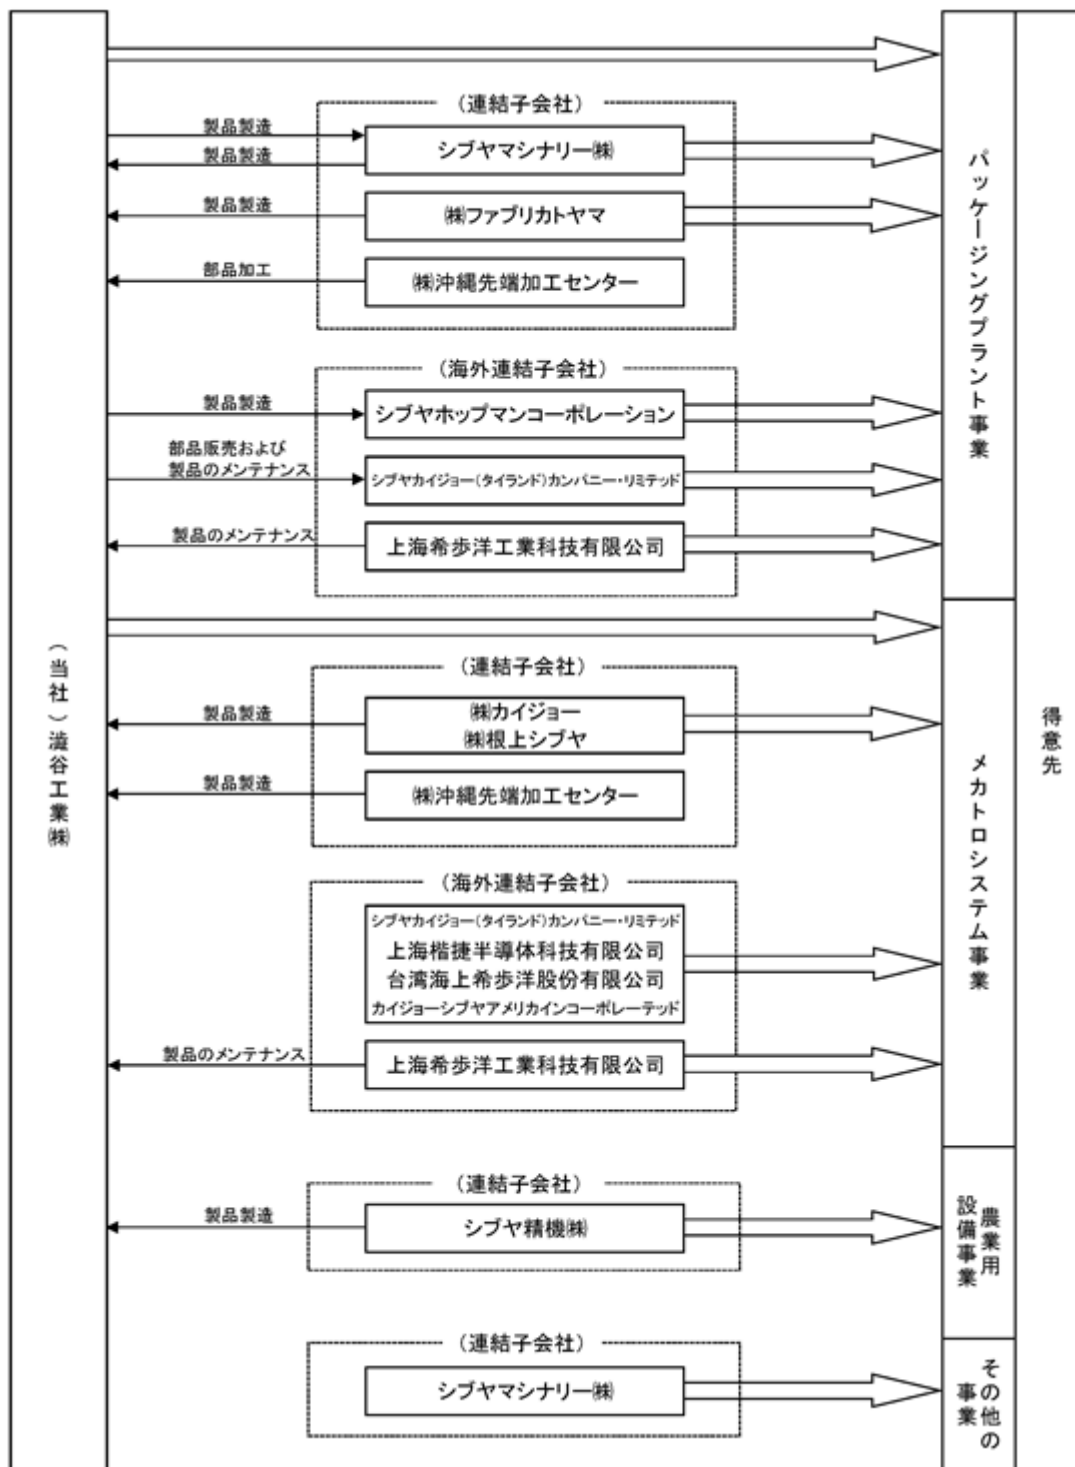 (当社)澁谷工業㈱
(連結子会社)
製品製造
製品製造
シブヤマシナリー㈱
製品製造
㈱ファブリカトヤマ
部品加工
㈱沖縄先端加工センター
(海外連結子会社)
製品製造
シブヤホップマンコーポレーション
部品販売および
製品のメンテナンス
シブヤカイジョー(タイランド)カンパニー・リミテッド
製品のメンテナンス
上海希歩洋工業科技有限公司
パッケージングプラント事業
(連結子会社)
製品製造
㈱カイジョー
㈱根上シブヤ
製品製造
㈱沖縄先端加工センター
(海外連結子会社)
シブヤカイジョー(タイランド)カンパニー・リミテッド
上海楷捷半導体科技有限公司
台湾海上希歩洋股份有限公司
カイジョーシブヤアメリカインコーポレーテッド
製品のメンテナンス
上海希歩洋工業科技有限公司
メカトロシステム事業
(連結子会社)
製品製造
シブヤ精機㈱
農業用
設備事業
(連結子会社)
シブヤマシナリー㈱
その他の
事業
得意先